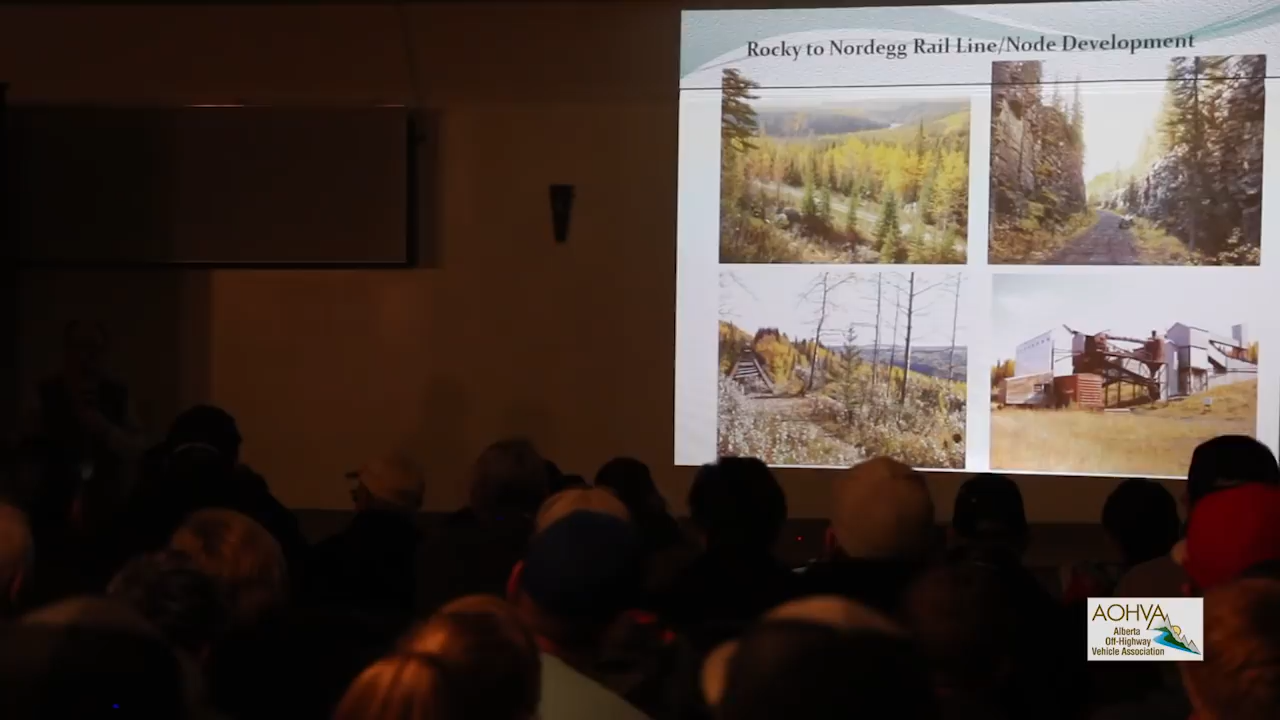 Rocky to Nordegg Rail Line/Node Development
AOHVA
Alberta
Off-Highway
Vehicle Association